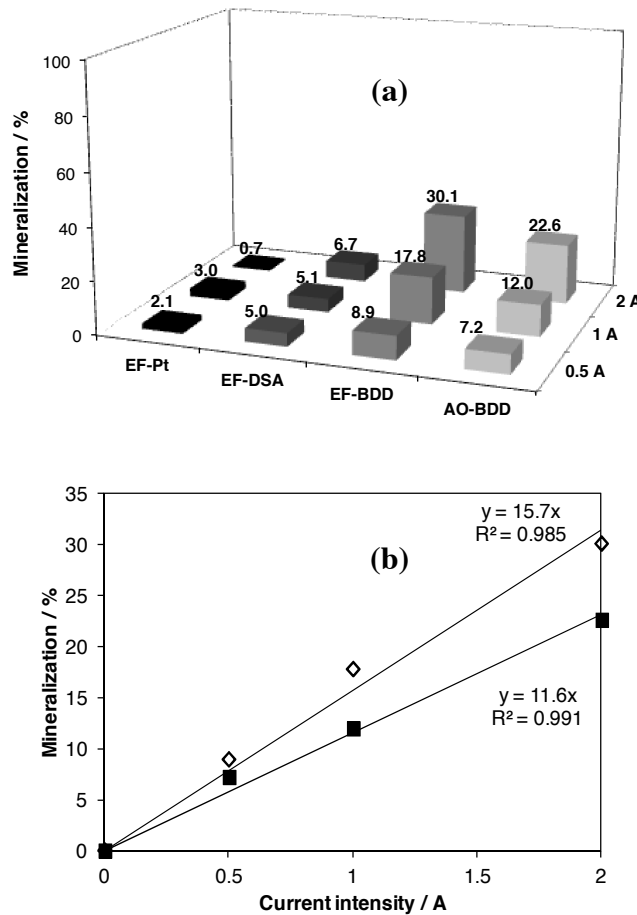 (a)
Mineralization / %
100
80
60
40
20
0
30.1
22.6
6.7
17.8
0.7
12.0
3.0
5.1
8.9
7.2
2.1
5.0
2 A
1 A
0.5 A
EF-Pt
EF-DSA
EF-BDD
AO-BDD
(b)
Mineralization / %
35
30
25
20
15
10
5
0
y = 15.7x
R² = 0.985
y = 11.6x
R² = 0.991
0
0.5
1
1.5
2
Current intensity / A